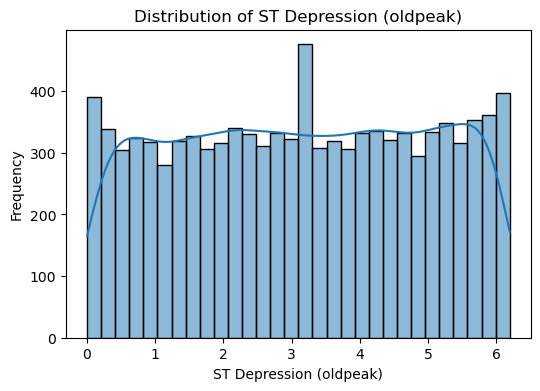 Distribution of ST Depression (oldpeak)
Frequency
400
300
200
100
0
0 1 2 3 4 5 6
ST Depression (oldpeak)